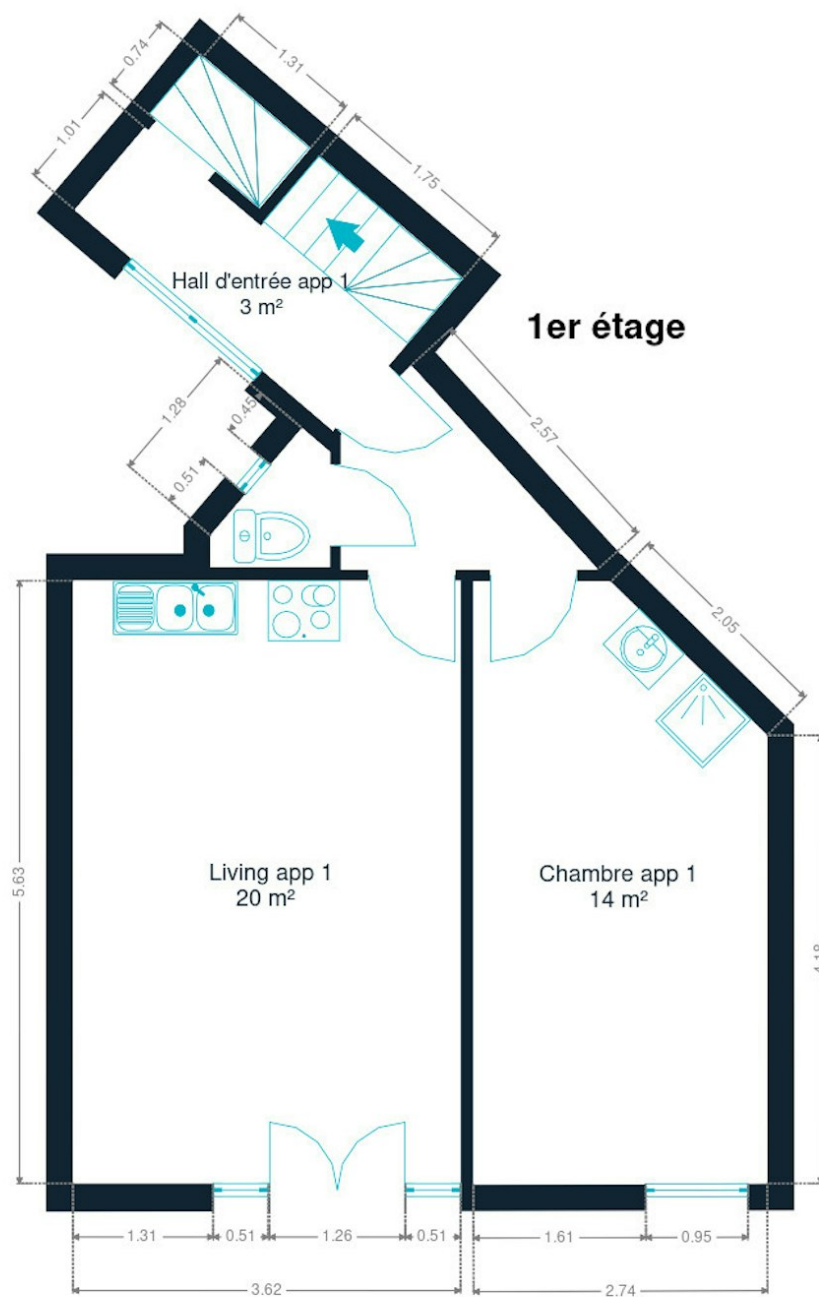 0.74
1.31
1.01
1.75
Hall d'entrée app 1
3 m²
1er étage
1.28
0.45
0.51
2.57
2.05
5.63
Living app 1
20 m²
Chambre app 1
14 m²
1.31
0.51
1.26
0.51
1.61
0.95
3.62
2.74